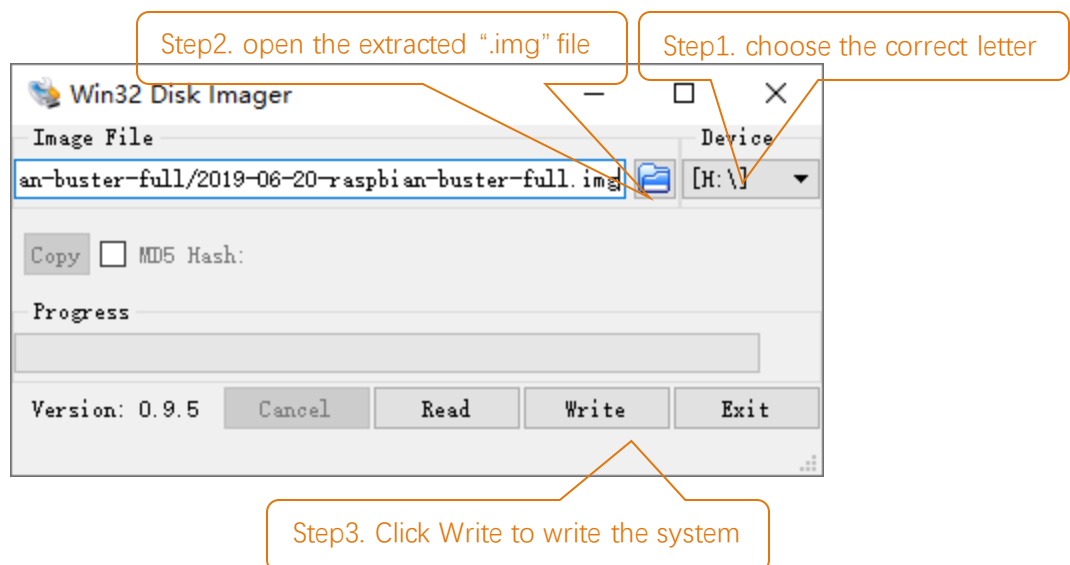 Step2. open the extracted “.img” file
Step1. choose the correct letter
Win32 Disk Imager
Image File
Device
an-buster-full/2019-06-20-raspbian-buster-full.img
[H:\]
Copy
MD5 Hash:
Progress
Version: 0.9.5
Cancel
Read
Write
Exit
Step3. Click Write to write the system